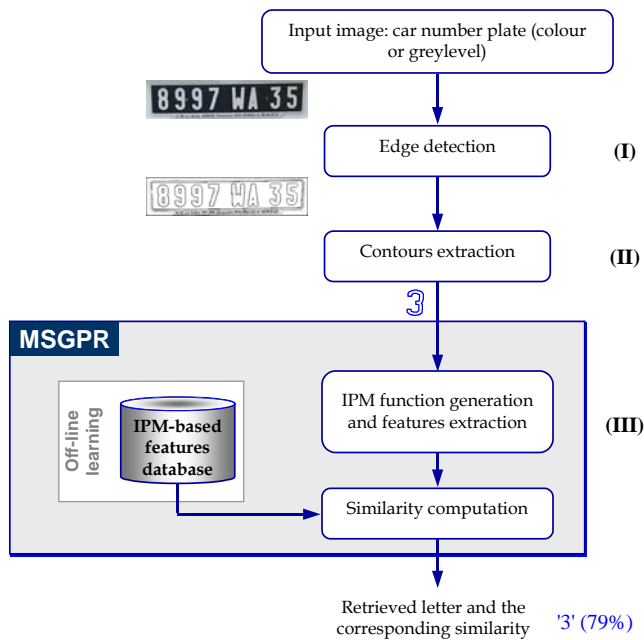 Input image: car number plate (colour
or greylevel)
8997 WA 35
Edge detection
(I)
8997 WA 35
Contours extraction
(II)
3
MSGPR
Off-line
learning
IPM-based
features
database
IPM function generation
and features extraction
(III)
Similarity computation
Retrieved letter and the
corresponding similarity
'3' (79%)